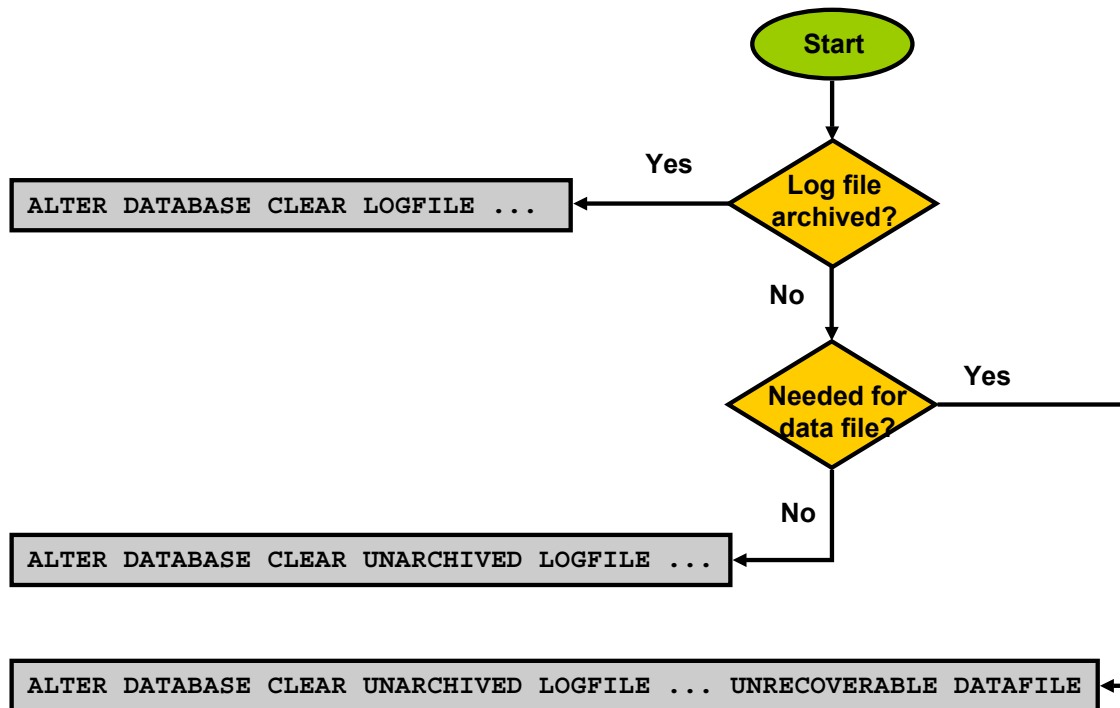 Start
Yes
Log file
archived?
ALTER DATABASE CLEAR LOGFILE ...
No
Needed for
data file?
Yes
No
ALTER DATABASE CLEAR UNARCHIVED LOGFILE ...
ALTER DATABASE CLEAR UNARCHIVED LOGFILE ... UNRECOVERABLE DATAFILE